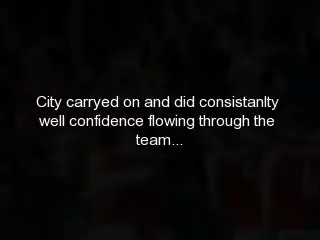 City carryed on and did consistanlty
well confidence flowing through the
team...